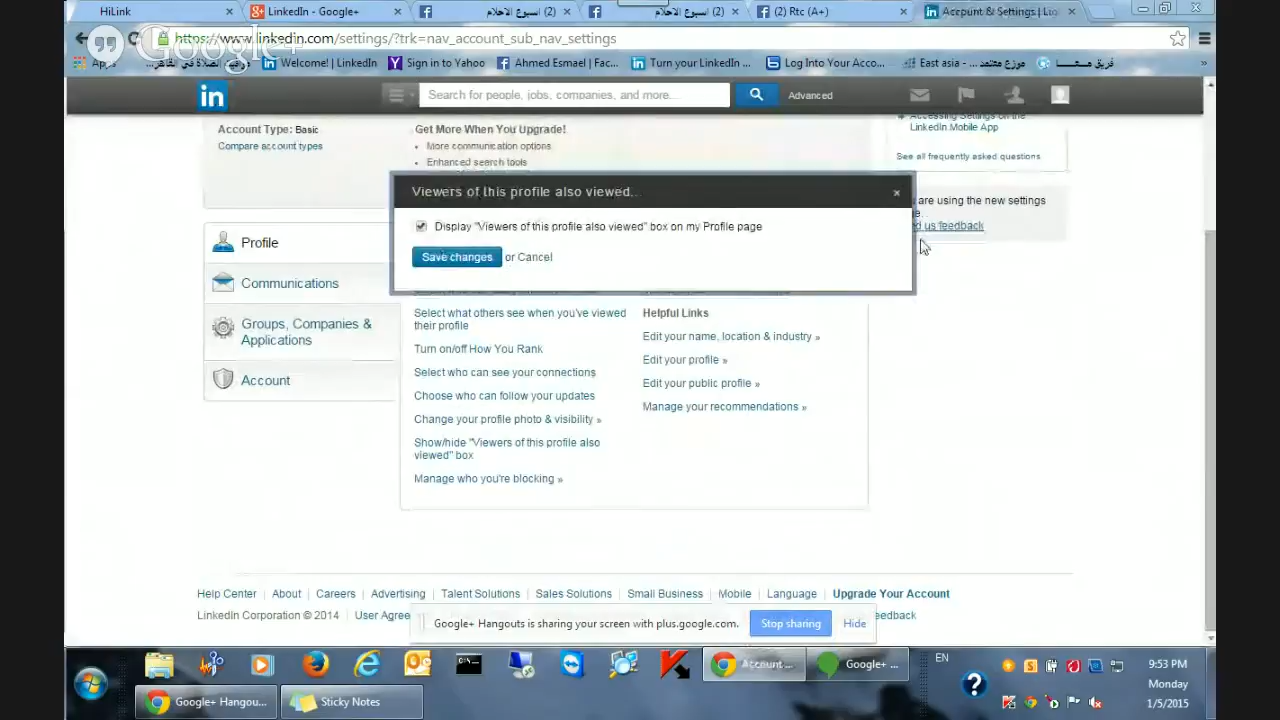 HiLink
LinkedIn - Google+
(2) اسبوع الاحلام
(2) اسبوع الاحلام
(2) Rtc (A+)
Account & Settings | Lin
Google+
https://www.linkedin.com/settings/?trk=nav_account_sub_nav_settings
Apps
Welcome! | LinkedIn
Sign in to Yahoo
Ahmed Esmael | Fac...
Turn your LinkedIn ...
Log Into Your Acco...
East asia - موزع معتمد
in
Search for people, jobs, companies, and more...
Advanced
Account Type: Basic
Compare account types
Get More When You Upgrade!
More communication options
Enhanced search tools
Accessing Settings on the
LinkedIn Mobile App
See all frequently asked questions
are using the new settings
us feedback
Viewers of this profile also viewed...
Display "Viewers of this profile also viewed" box on my Profile page
Save changes or Cancel
Profile
Communications
Groups, Companies &
Applications
Account
Select what others see when you've viewed
their profile
Turn on/off How You Rank
Select who can see your connections
Choose who can follow your updates
Change your profile photo & visibility »
Show/hide "Viewers of this profile also
viewed" box
Manage who you're blocking »
Helpful Links
Edit your name, location & industry »
Edit your profile »
Edit your public profile »
Manage your recommendations »
Help Center
About
Careers
Advertising
Talent Solutions
Sales Solutions
Small Business
Mobile
Language
Upgrade Your Account
LinkedIn Corporation © 2014
User Agree
eedback
Google+ Hangouts is sharing your screen with plus.google.com.
Stop sharing
Hide
Account ...
Google+ ...
EN
9:53 PM
Monday
1/5/2015
Google+ Hangou...
Sticky Notes